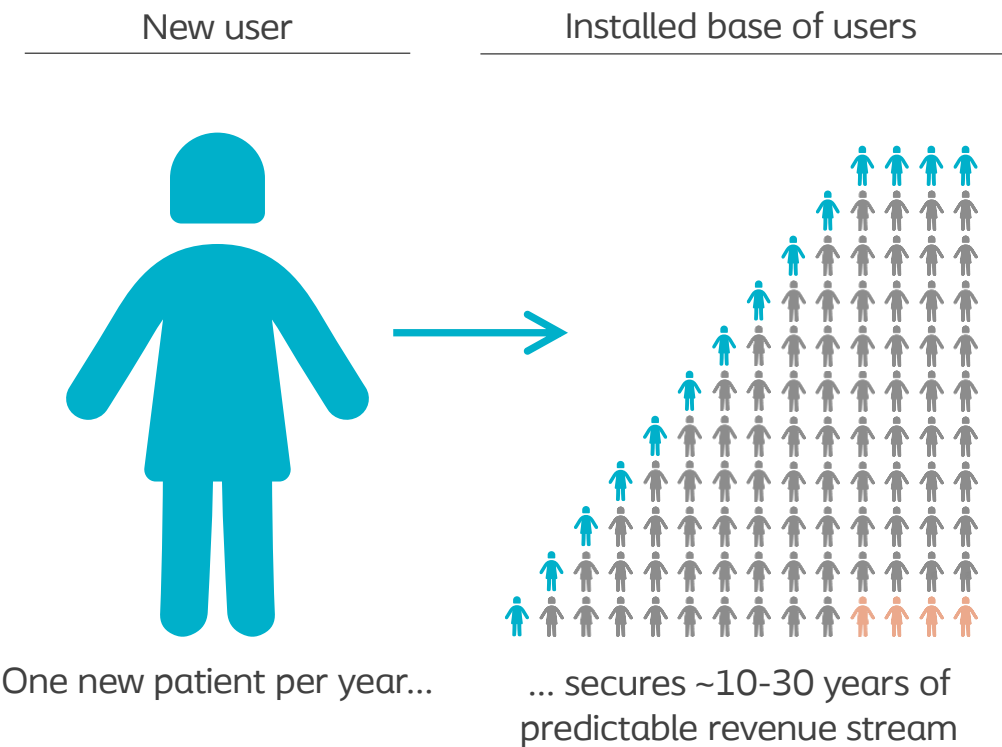 New user
Installed base of users
One new patient per year...
... secures ~10-30 years of
predictable revenue stream